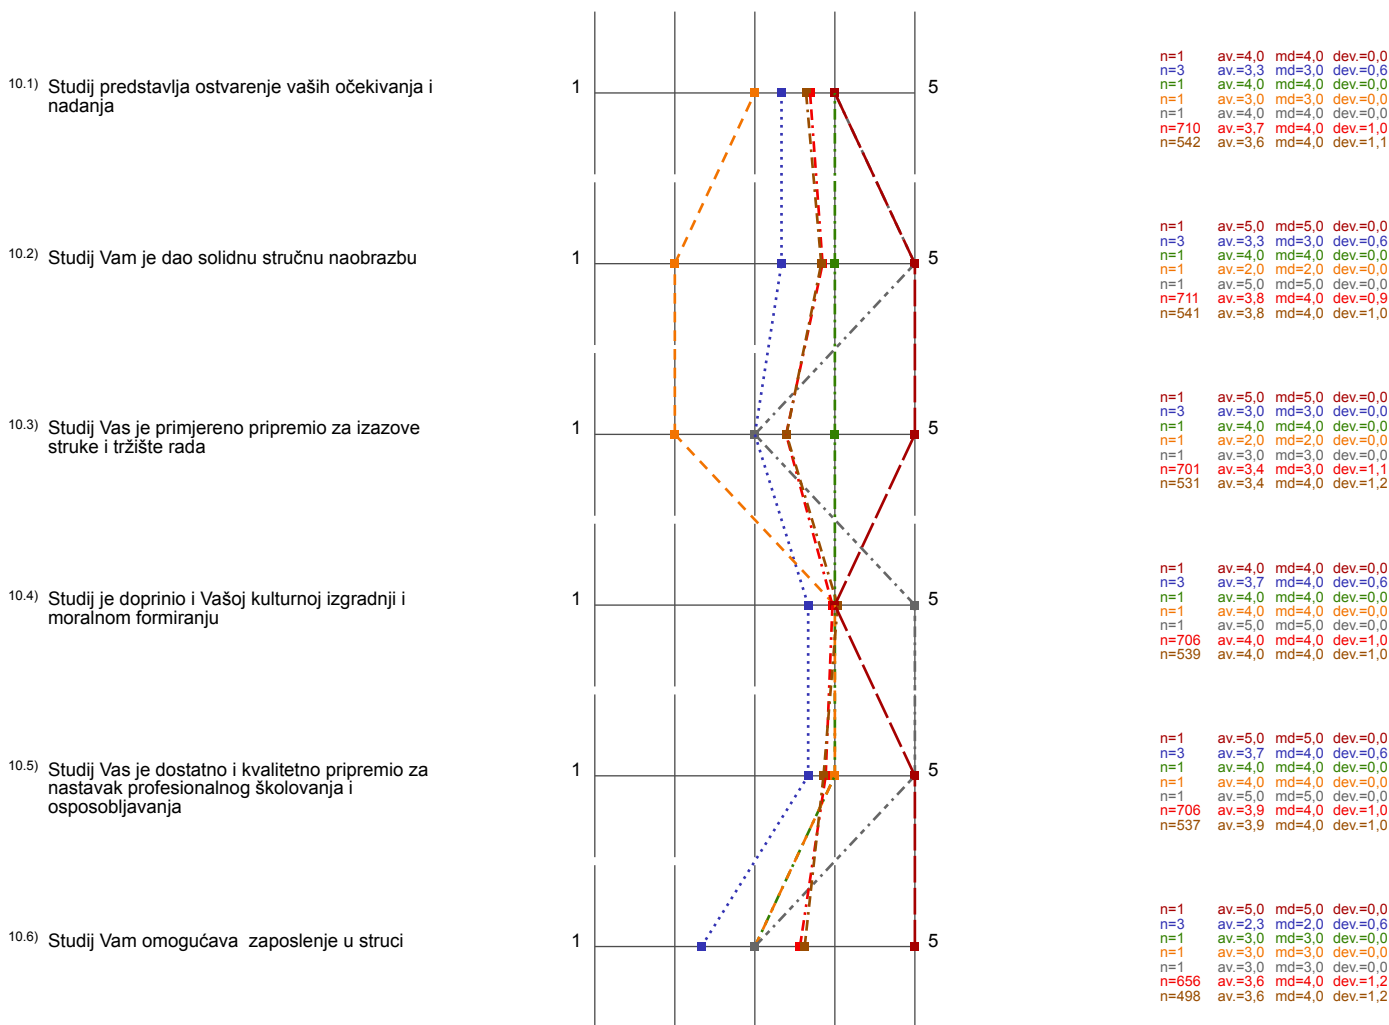 10.1) Studij predstavlja ostvarenje vaših očekivanja i
nadanja
1
5
n=1 av.=4,0 md=4,0 dev.=0,0
n=3 av.=3,3 md=3,0 dev.=0,6
n=1 av.=4,0 md=4,0 dev.=0,0
n=1 av.=3,0 md=3,0 dev.=0,0
n=1 av.=4,0 md=4,0 dev.=0,0
n=710 av.=3,7 md=4,0 dev.=1,0
n=542 av.=3,6 md=4,0 dev.=1,1
10.2) Studij Vam je dao solidnu stručnu naobrazbu
1
5
n=1 av.=5,0 md=5,0 dev.=0,0
n=3 av.=3,3 md=3,0 dev.=0,6
n=1 av.=4,0 md=4,0 dev.=0,0
n=1 av.=2,0 md=2,0 dev.=0,0
n=1 av.=5,0 md=5,0 dev.=0,0
n=711 av.=3,8 md=4,0 dev.=0,9
n=541 av.=3,8 md=4,0 dev.=1,0
10.3) Studij Vas je primjereno pripremio za izazove
struke i tržište rada
1
5
n=1 av.=5,0 md=5,0 dev.=0,0
n=3 av.=3,0 md=3,0 dev.=0,0
n=1 av.=4,0 md=4,0 dev.=0,0
n=1 av.=2,0 md=2,0 dev.=0,0
n=1 av.=3,0 md=3,0 dev.=0,0
n=701 av.=3,4 md=3,0 dev.=1,1
n=531 av.=3,4 md=4,0 dev.=1,2
10.4) Studij je doprinio i Vašoj kulturnoj izgradnji i
moralnom formiranju
1
5
n=1 av.=4,0 md=4,0 dev.=0,0
n=3 av.=3,7 md=4,0 dev.=0,6
n=1 av.=4,0 md=4,0 dev.=0,0
n=1 av.=4,0 md=4,0 dev.=0,0
n=1 av.=5,0 md=5,0 dev.=0,0
n=706 av.=4,0 md=4,0 dev.=1,0
n=539 av.=4,0 md=4,0 dev.=1,0
10.5) Studij Vas je dostatno i kvalitetno pripremio za
nastavak profesionalnog školovanja i
osposobljavanja
1
5
n=1 av.=5,0 md=5,0 dev.=0,0
n=3 av.=3,7 md=4,0 dev.=0,6
n=1 av.=4,0 md=4,0 dev.=0,0
n=1 av.=4,0 md=4,0 dev.=0,0
n=1 av.=5,0 md=5,0 dev.=0,0
n=706 av.=3,9 md=4,0 dev.=1,0
n=537 av.=3,9 md=4,0 dev.=1,0
10.6) Studij Vam omogućava zaposlenje u struci
1
5
n=1 av.=5,0 md=5,0 dev.=0,0
n=3 av.=2,3 md=2,0 dev.=0,6
n=1 av.=3,0 md=3,0 dev.=0,0
n=1 av.=3,0 md=3,0 dev.=0,0
n=1 av.=3,0 md=3,0 dev.=0,0
n=656 av.=3,6 md=4,0 dev.=1,2
n=498 av.=3,6 md=4,0 dev.=1,2